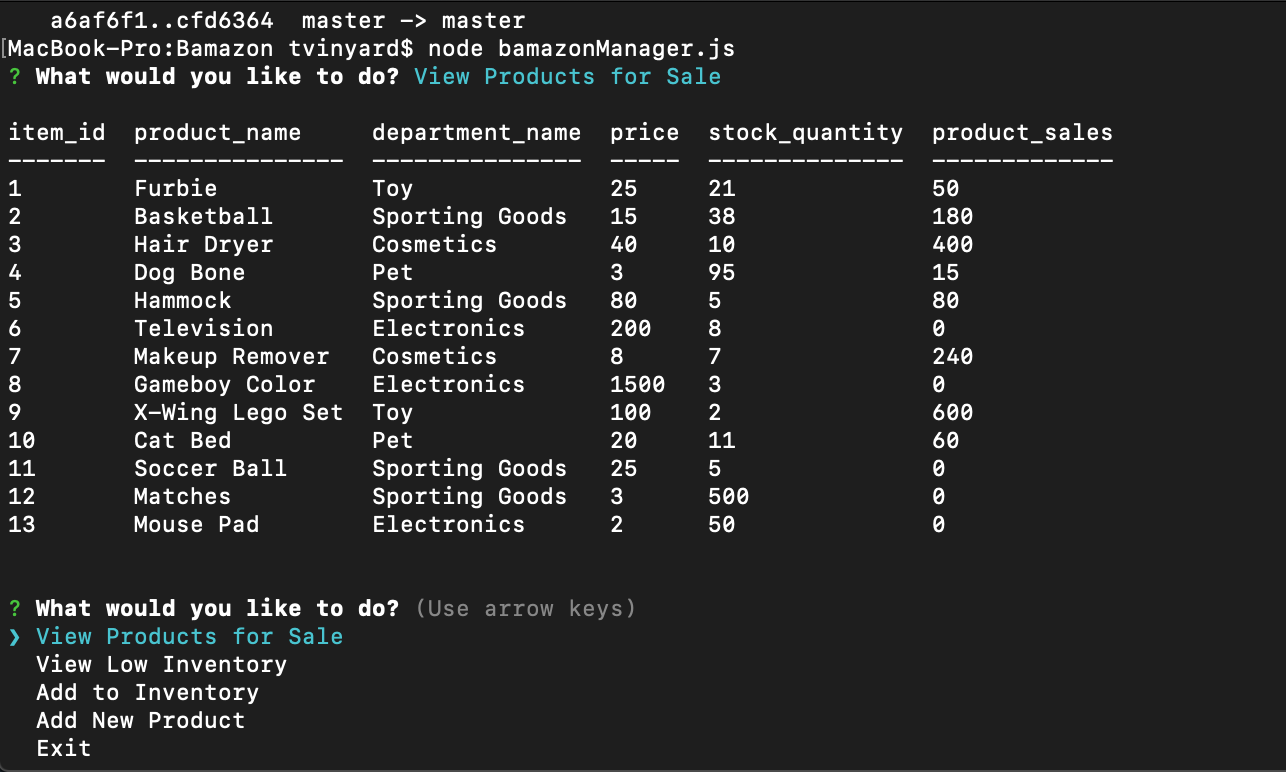 a6af6f1..cfd6364  master -> master
[MacBook-Pro:Bamazon tvinyard$ node bamazonManager.js
? What would you like to do? View Products for Sale
item_id  product_name     department_name  price  stock_quantity  product_sales
-------  ---------------  ---------------  -----  --------------  -------------
1        Furbie           Toy              25     21              50
2        Basketball       Sporting Goods   15     38              180
3        Hair Dryer       Cosmetics        40     10              400
4        Dog Bone         Pet              3      95              15
5        Hammock          Sporting Goods   80     5               80
6        Television       Electronics      200    8               0
7        Makeup Remover   Cosmetics        8      7               240
8        Gameboy Color    Electronics      1500   3               0
9        X-Wing Lego Set  Toy              100    2               600
10       Cat Bed          Pet              20     11              60
11       Soccer Ball      Sporting Goods   25     5               0
12       Matches          Sporting Goods   3      500             0
13       Mouse Pad        Electronics      2      50              0
? What would you like to do? (Use arrow keys)
❯ View Products for Sale
  View Low Inventory
  Add to Inventory
  Add New Product
  Exit